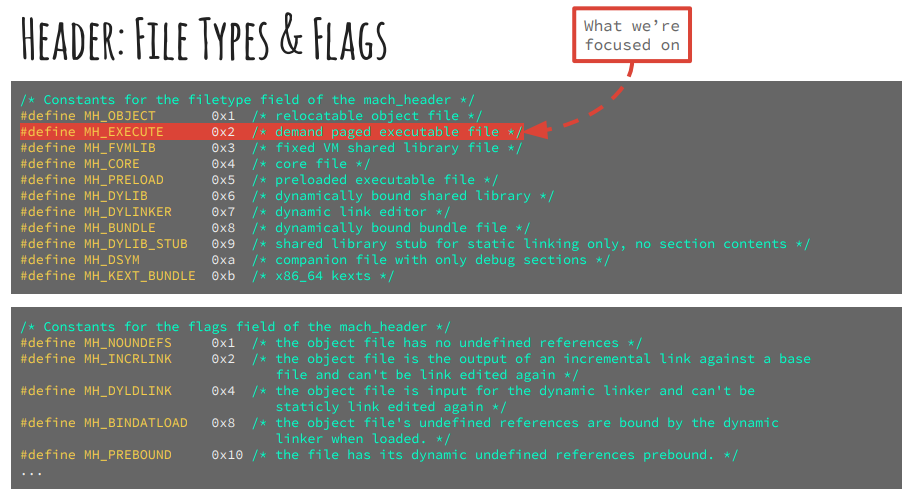 HEADER: FILE TYPES & FLAGS
What we're
focused on
/* Constants for the filetype field of the mach_header */
#define MH_OBJECT 0x1 /* relocatable object file */
#define MH_EXECUTE 0x2 /* demand paged executable file */
#define MH_FVMLIB 0x3 /* fixed VM shared library file */
#define MH_CORE 0x4 /* core file */
#define MH_PRELOAD 0x5 /* preloaded executable file */
#define MH_DYLIB 0x6 /* dynamically bound shared library */
#define MH_DYLINKER 0x7 /* dynamic link editor */
#define MH_BUNDLE 0x8 /* dynamically bound bundle file */
#define MH_DYLIB_STUB 0x9 /* shared library stub for static linking only, no section contents */
#define MH_DSYM 0xa /* companion file with only debug sections */
#define MH_KEXT_BUNDLE 0xb /* x86_64 kexts */
/* Constants for the flags field of the mach_header */
#define MH_NOUNDEFS 0x1 /* the object file has no undefined references */
#define MH_INCRLINK 0x2 /* the object file is the output of an incremental link against a base
file and can't be link edited again */
#define MH_DYLDLINK 0x4 /* the object file is input for the dynamic linker and can't be
staticly link edited again */
#define MH_BINDATLOAD 0x8 /* the object file's undefined references are bound by the dynamic
linker when loaded. */
#define MH_PREBOUND 0x10 /* the file has its dynamic undefined references prebound. */
...